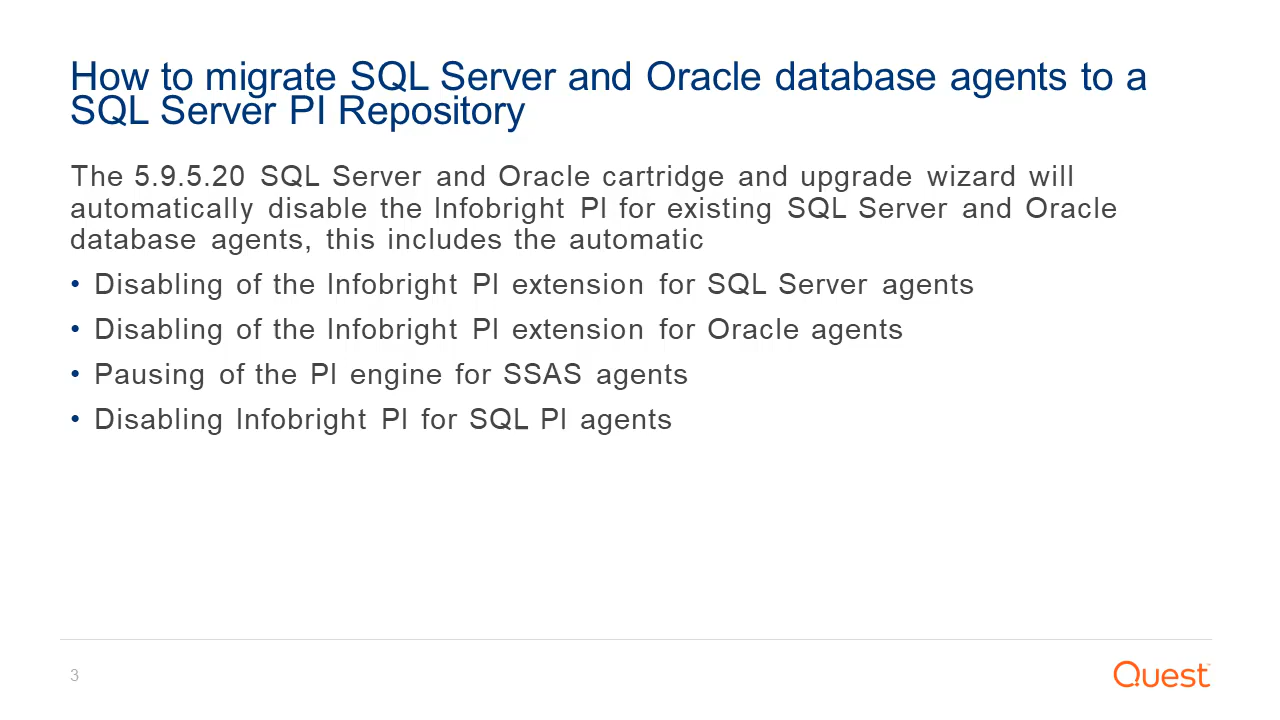 How to migrate SQL Server and Oracle database agents to a
SQL Server PI Repository
The 5.9.5.20 SQL Server and Oracle cartridge and upgrade wizard will
automatically disable the Infobright PI for existing SQL Server and Oracle
database agents, this includes the automatic
• Disabling of the Infobright PI extension for SQL Server agents
• Disabling of the Infobright PI extension for Oracle agents
• Pausing of the PI engine for SSAS agents
• Disabling Infobright PI for SQL PI agents
3
Quest